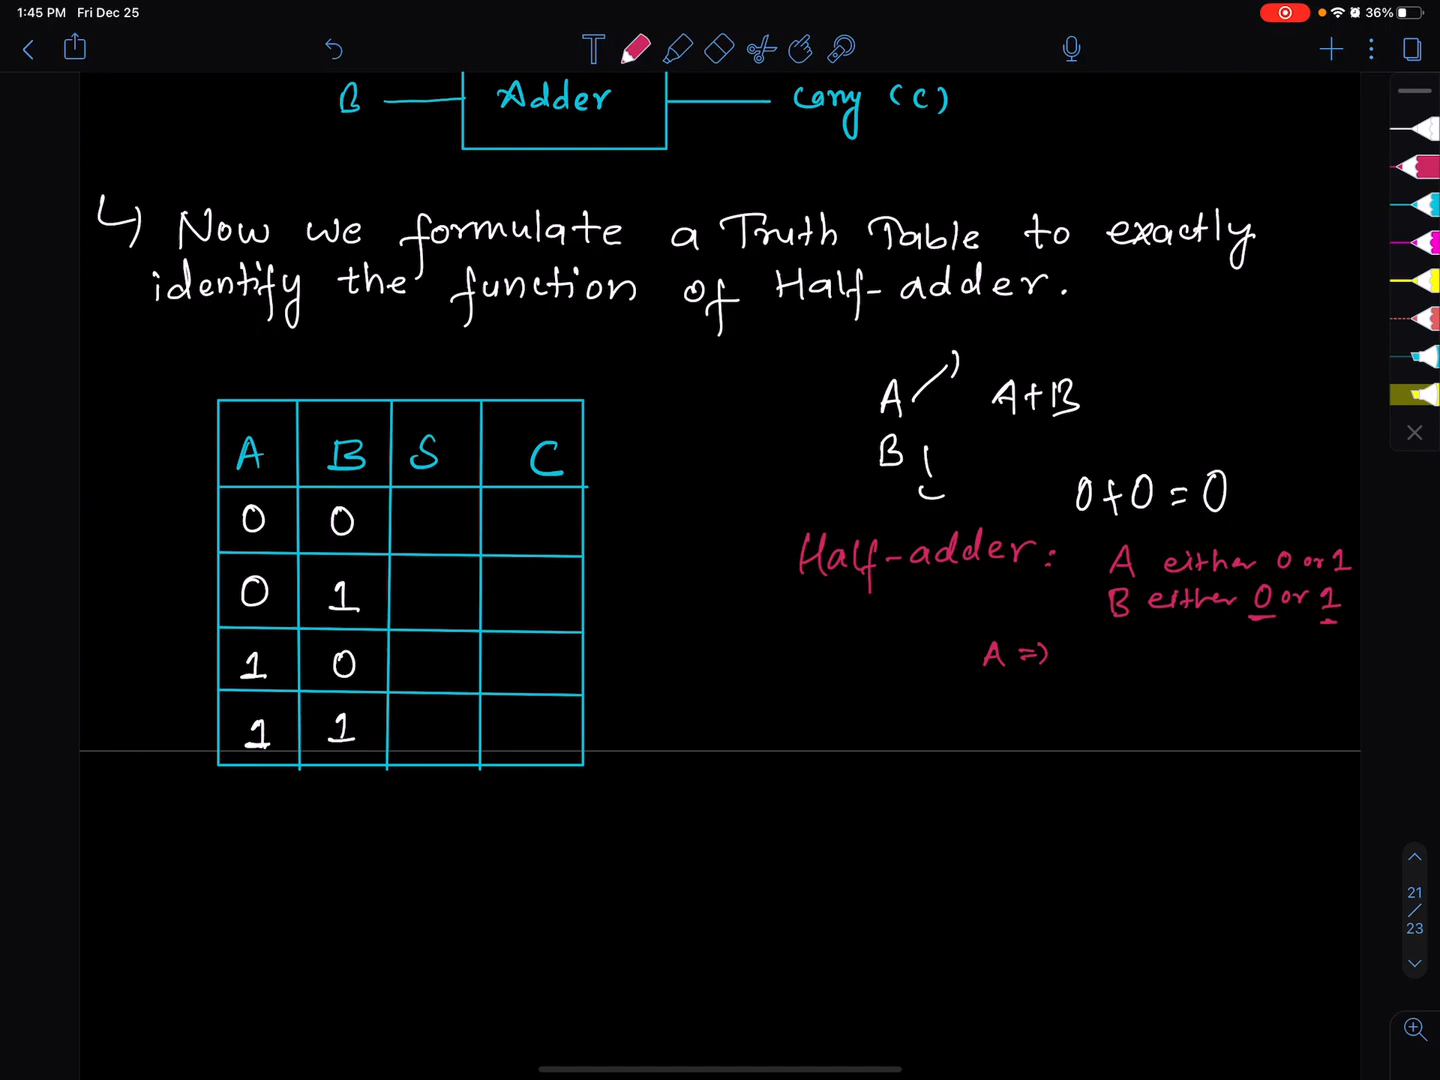 1:45 PM Fri Dec 25
36%
B Adder Carry (C)
4) Now we formulate a Truth Table to exactly
identify the function of Half-adder.
A A+B
B
0+0=0
Half-adder: A either 0 or 1
B either 0 or 1
A =>
A B S C
0 0
0 1
1 0
1 1
21
/
23